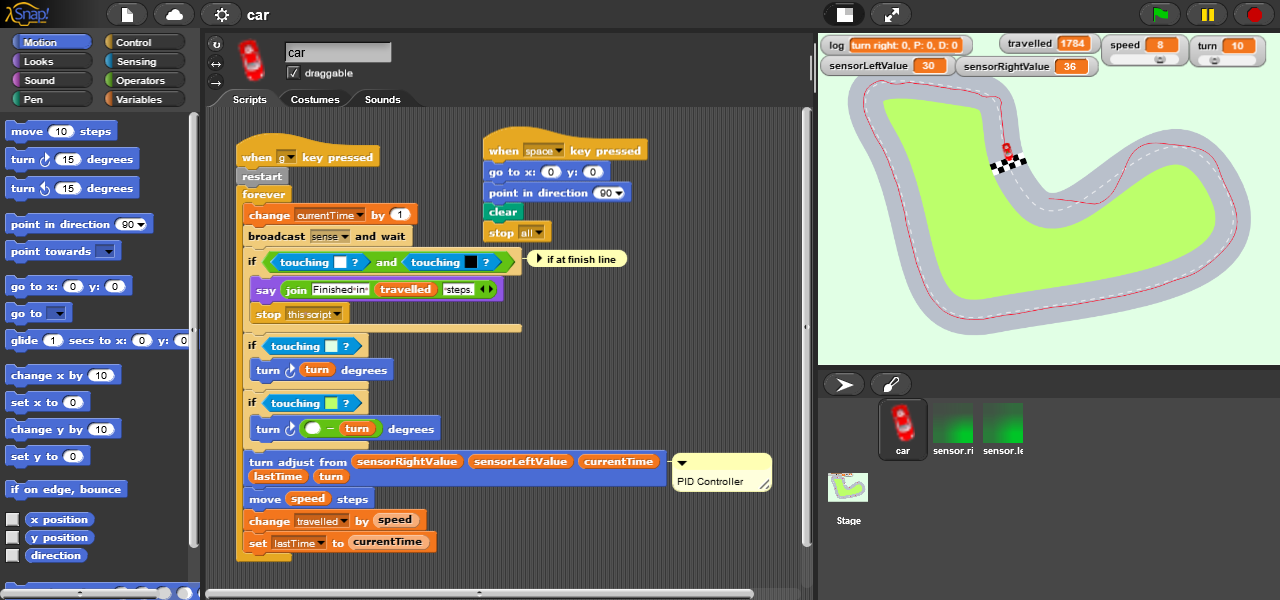 Snap!
car
Motion
Control
Looks
Sensing
Sound
Operators
Pen
Variables
move 10 steps
turn 15 degrees
turn 15 degrees
point in direction 90
point towards
go to x: 0 y: 0
go to
glide 1 secs to x: 0 y: 0
change x by 10
set x to 0
change y by 10
set y to 0
if on edge, bounce
x position
y position
direction
car
draggable
Scripts Costumes Sounds
when g key pressed
restart
forever
change currentTime by 1
broadcast sense and wait
if touching ? and touching ?
if at finish line
say join Finished in travelled steps.
stop this script
if touching ?
turn turn degrees
if touching ?
turn - turn degrees
turn adjust from sensorRightValue sensorLeftValue currentTime
lastTime turn
PID Controller
move speed steps
change travelled by speed
set lastTime to currentTime
when space key pressed
go to x: 0 y: 0
point in direction 90
clear
stop all
log turn right: 0, P: 0, D: 0
travelled 1784
speed 8
turn 10
sensorLeftValue 30
sensorRightValue 36
car
sensor.ri
sensor.le
Stage